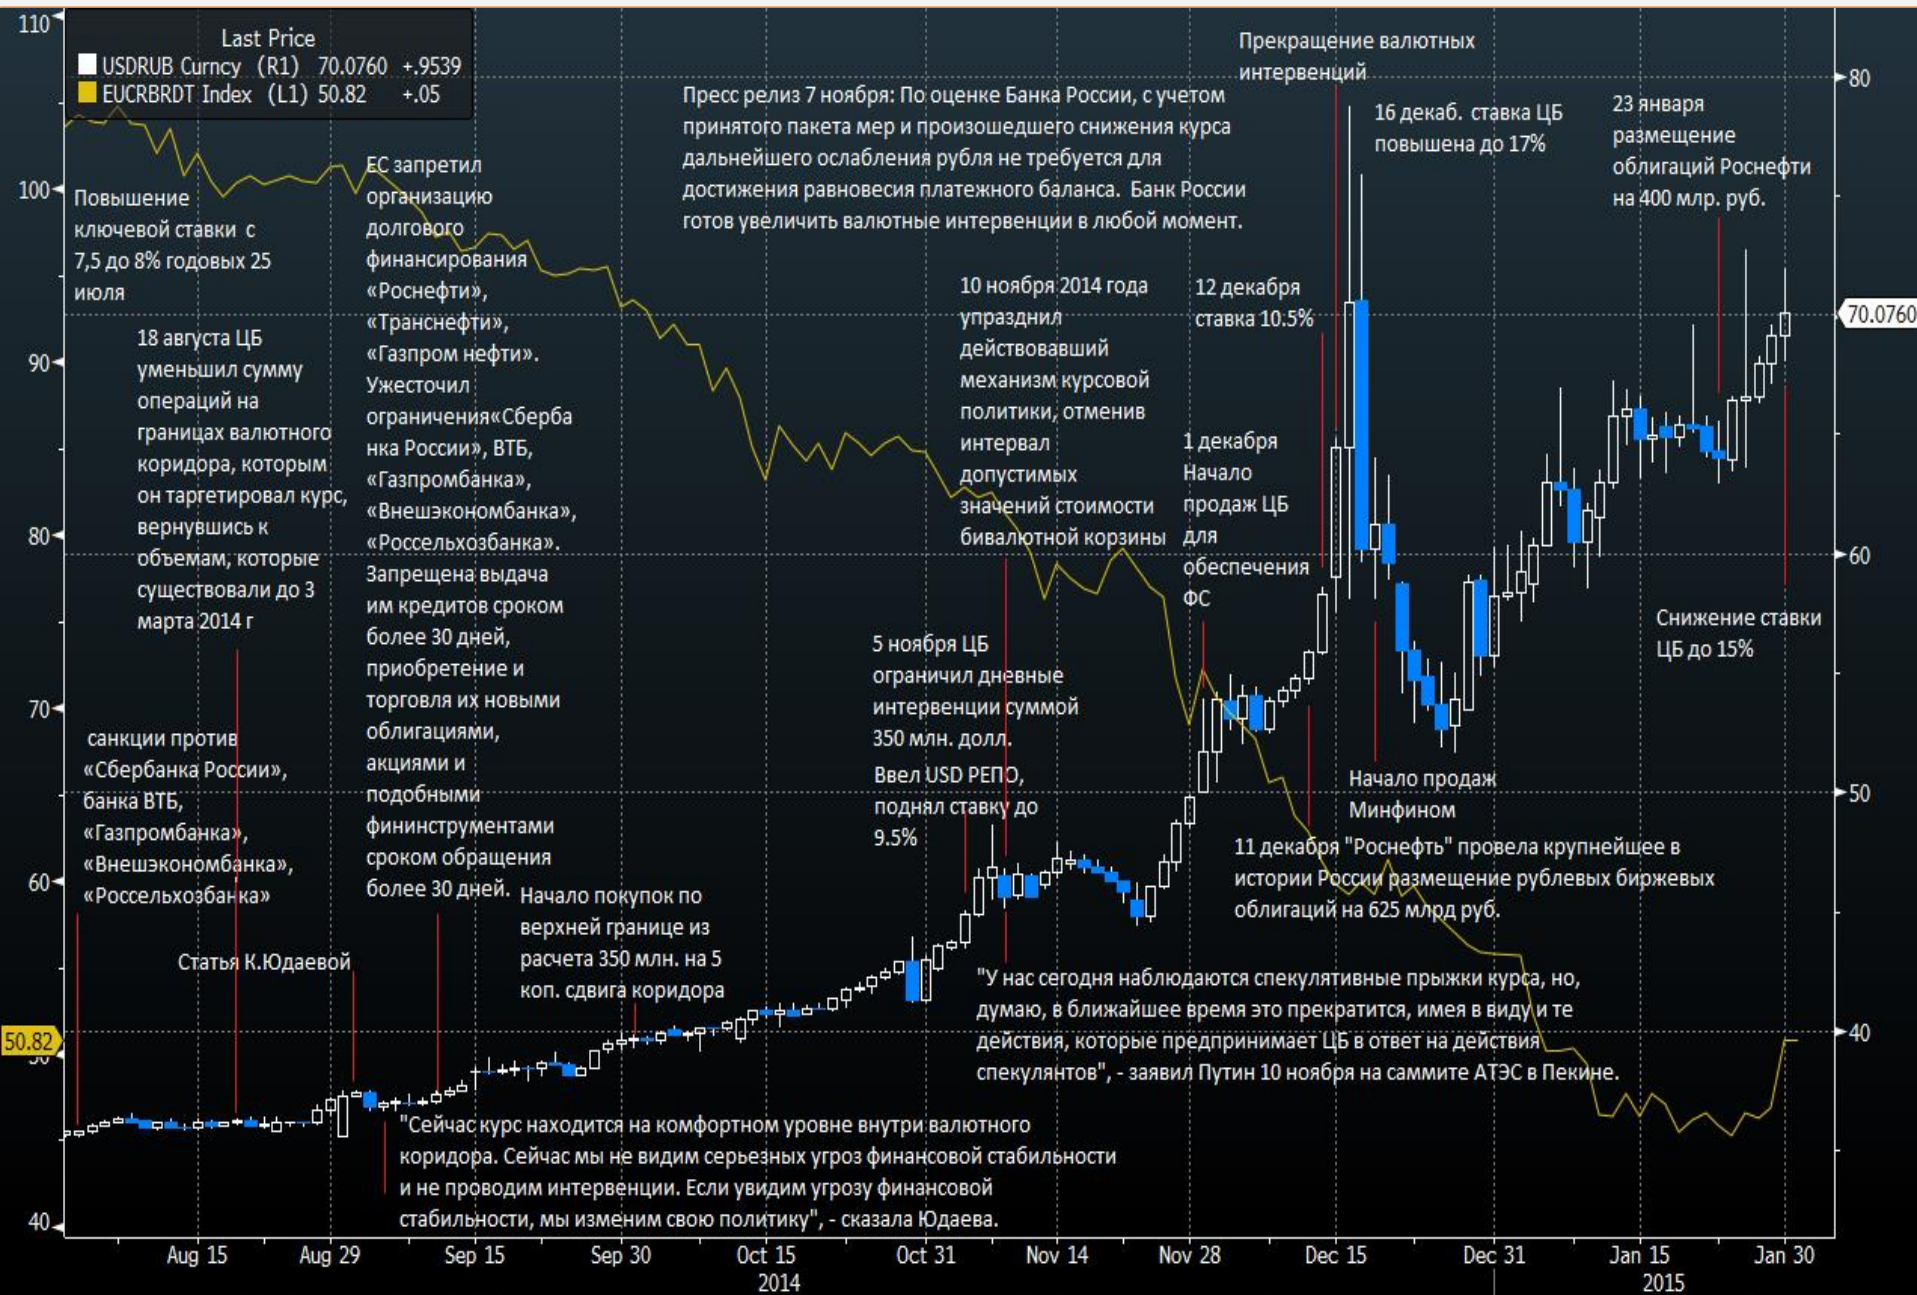 Last Price
USDRUB Curncy (R1) 70.0760 +.9539
EUCRBRDT Index (L1) 50.82 +.05
110
100
90
80
70
60
50
40
50.82
Повышение
ключевой ставки с
7,5 до 8% годовых 25
июля
18 августа ЦБ
уменьшил сумму
операций на
границах валютного
коридора, которым
он таргетировал курс,
вернувшись к
объемам, которые
существовали до 3
марта 2014 г
санкции против
«Сбербанка России»,
банка ВТБ,
«Газпромбанка»,
«Внешэкономбанка»,
«Россельхозбанка»
Статья К.Юдаевой
ЕС запретил
организацию
долгового
финансирования
«Роснефти»,
«Транснефти»,
«Газпром нефти».
Ужесточил
ограничения«Сберба
нка России», ВТБ,
«Газпромбанка»,
«Внешэкономбанка»,
«Россельхозбанка».
Запрещена выдача
им кредитов сроком
более 30 дней,
приобретение и
торговля их новыми
облигациями,
акциями и
подобными
фининструментами
сроком обращения
более 30 дней.
Начало покупок по
верхней границе из
расчета 350 млн. на 5
коп. сдвига коридора
"Сейчас курс находится на комфортном уровне внутри валютного
коридора. Сейчас мы не видим серьезных угроз финансовой стабильности
и не проводим интервенции. Если увидим угрозу финансовой
стабильности, мы изменим свою политику", - сказала Юдаева.
Пресс релиз 7 ноября: По оценке Банка России, с учетом
принятого пакета мер и произошедшего снижения курса
дальнейшего ослабления рубля не требуется для
достижения равновесия платежного баланса. Банк России
готов увеличить валютные интервенции в любой момент.
5 ноября ЦБ
ограничил дневные
интервенции суммой
350 млн. долл.
Ввел USD РЕПО,
поднял ставку до
9.5%
10 ноября 2014 года
упразднил
действовавший
механизм курсовой
политики, отменив
интервал
допустимых
значений стоимости
бивалютной корзины
"У нас сегодня наблюдаются спекулятивные прыжки курса, но,
думаю, в ближайшее время это прекратится, имея в виду и те
действия, которые предпринимает ЦБ в ответ на действия
спекулянтов", - заявил Путин 10 ноября на саммите АТЭС в Пекине.
1 декабря
Начало
продаж ЦБ
для
обеспечения
ФС
12 декабря
ставка 10.5%
Прекращение валютных
интервенций
16 декаб. ставка ЦБ
повышена до 17%
Начало продаж
Минфином
11 декабря "Роснефть" провела крупнейшее в
истории России размещение рублевых биржевых
облигаций на 625 млрд руб.
23 января
размещение
облигаций Роснефти
на 400 млр. руб.
Снижение ставки
ЦБ до 15%
80
70.0760
60
50
40
Aug 15 Aug 29 Sep 15 Sep 30 Oct 15 Oct 31 Nov 14 Nov 28 Dec 15 Dec 31 Jan 15 Jan 30
2014 2015